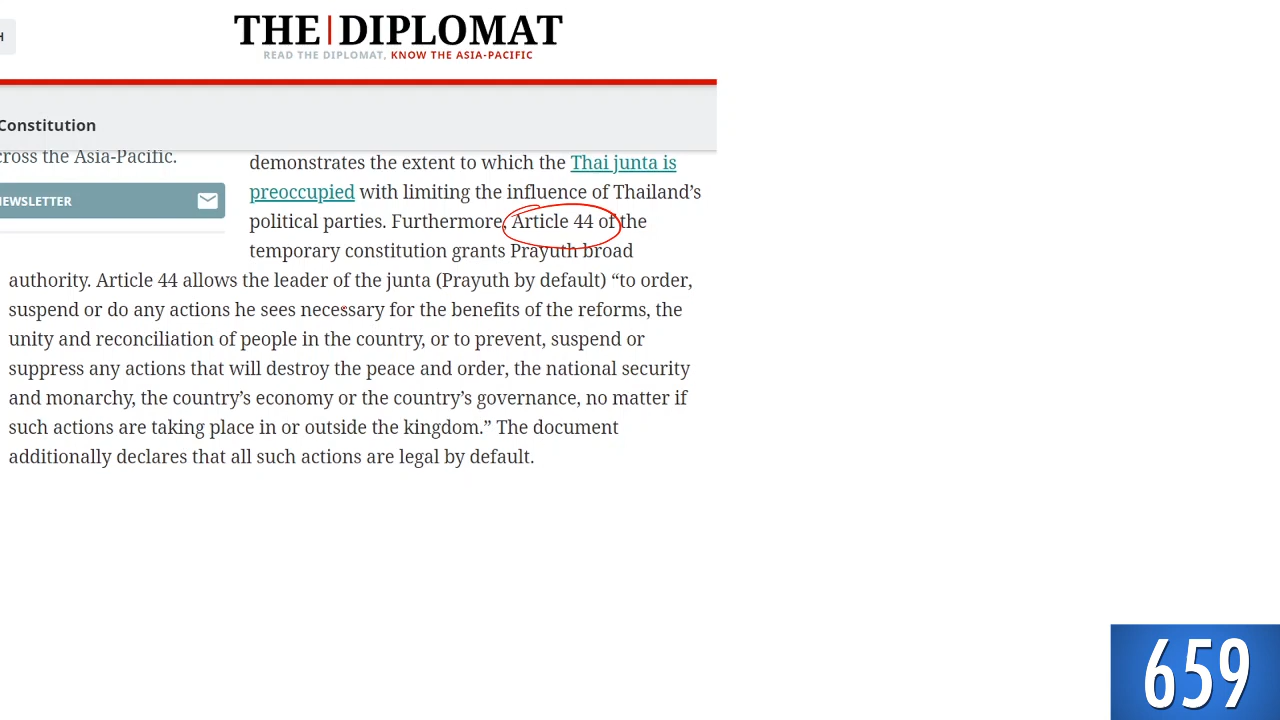 H
THE|DIPLOMAT
READ THE DIPLOMAT, KNOW THE ASIA-PACIFIC
Constitution
cross the Asia-Pacific.
NEWSLETTER
demonstrates the extent to which the Thai junta is
preoccupied with limiting the influence of Thailand’s
political parties. Furthermore, Article 44 of the
temporary constitution grants Prayuth broad
authority. Article 44 allows the leader of the junta (Prayuth by default) “to order,
suspend or do any actions he sees necessary for the benefits of the reforms, the
unity and reconciliation of people in the country, or to prevent, suspend or
suppress any actions that will destroy the peace and order, the national security
and monarchy, the country’s economy or the country’s governance, no matter if
such actions are taking place in or outside the kingdom.” The document
additionally declares that all such actions are legal by default.
659